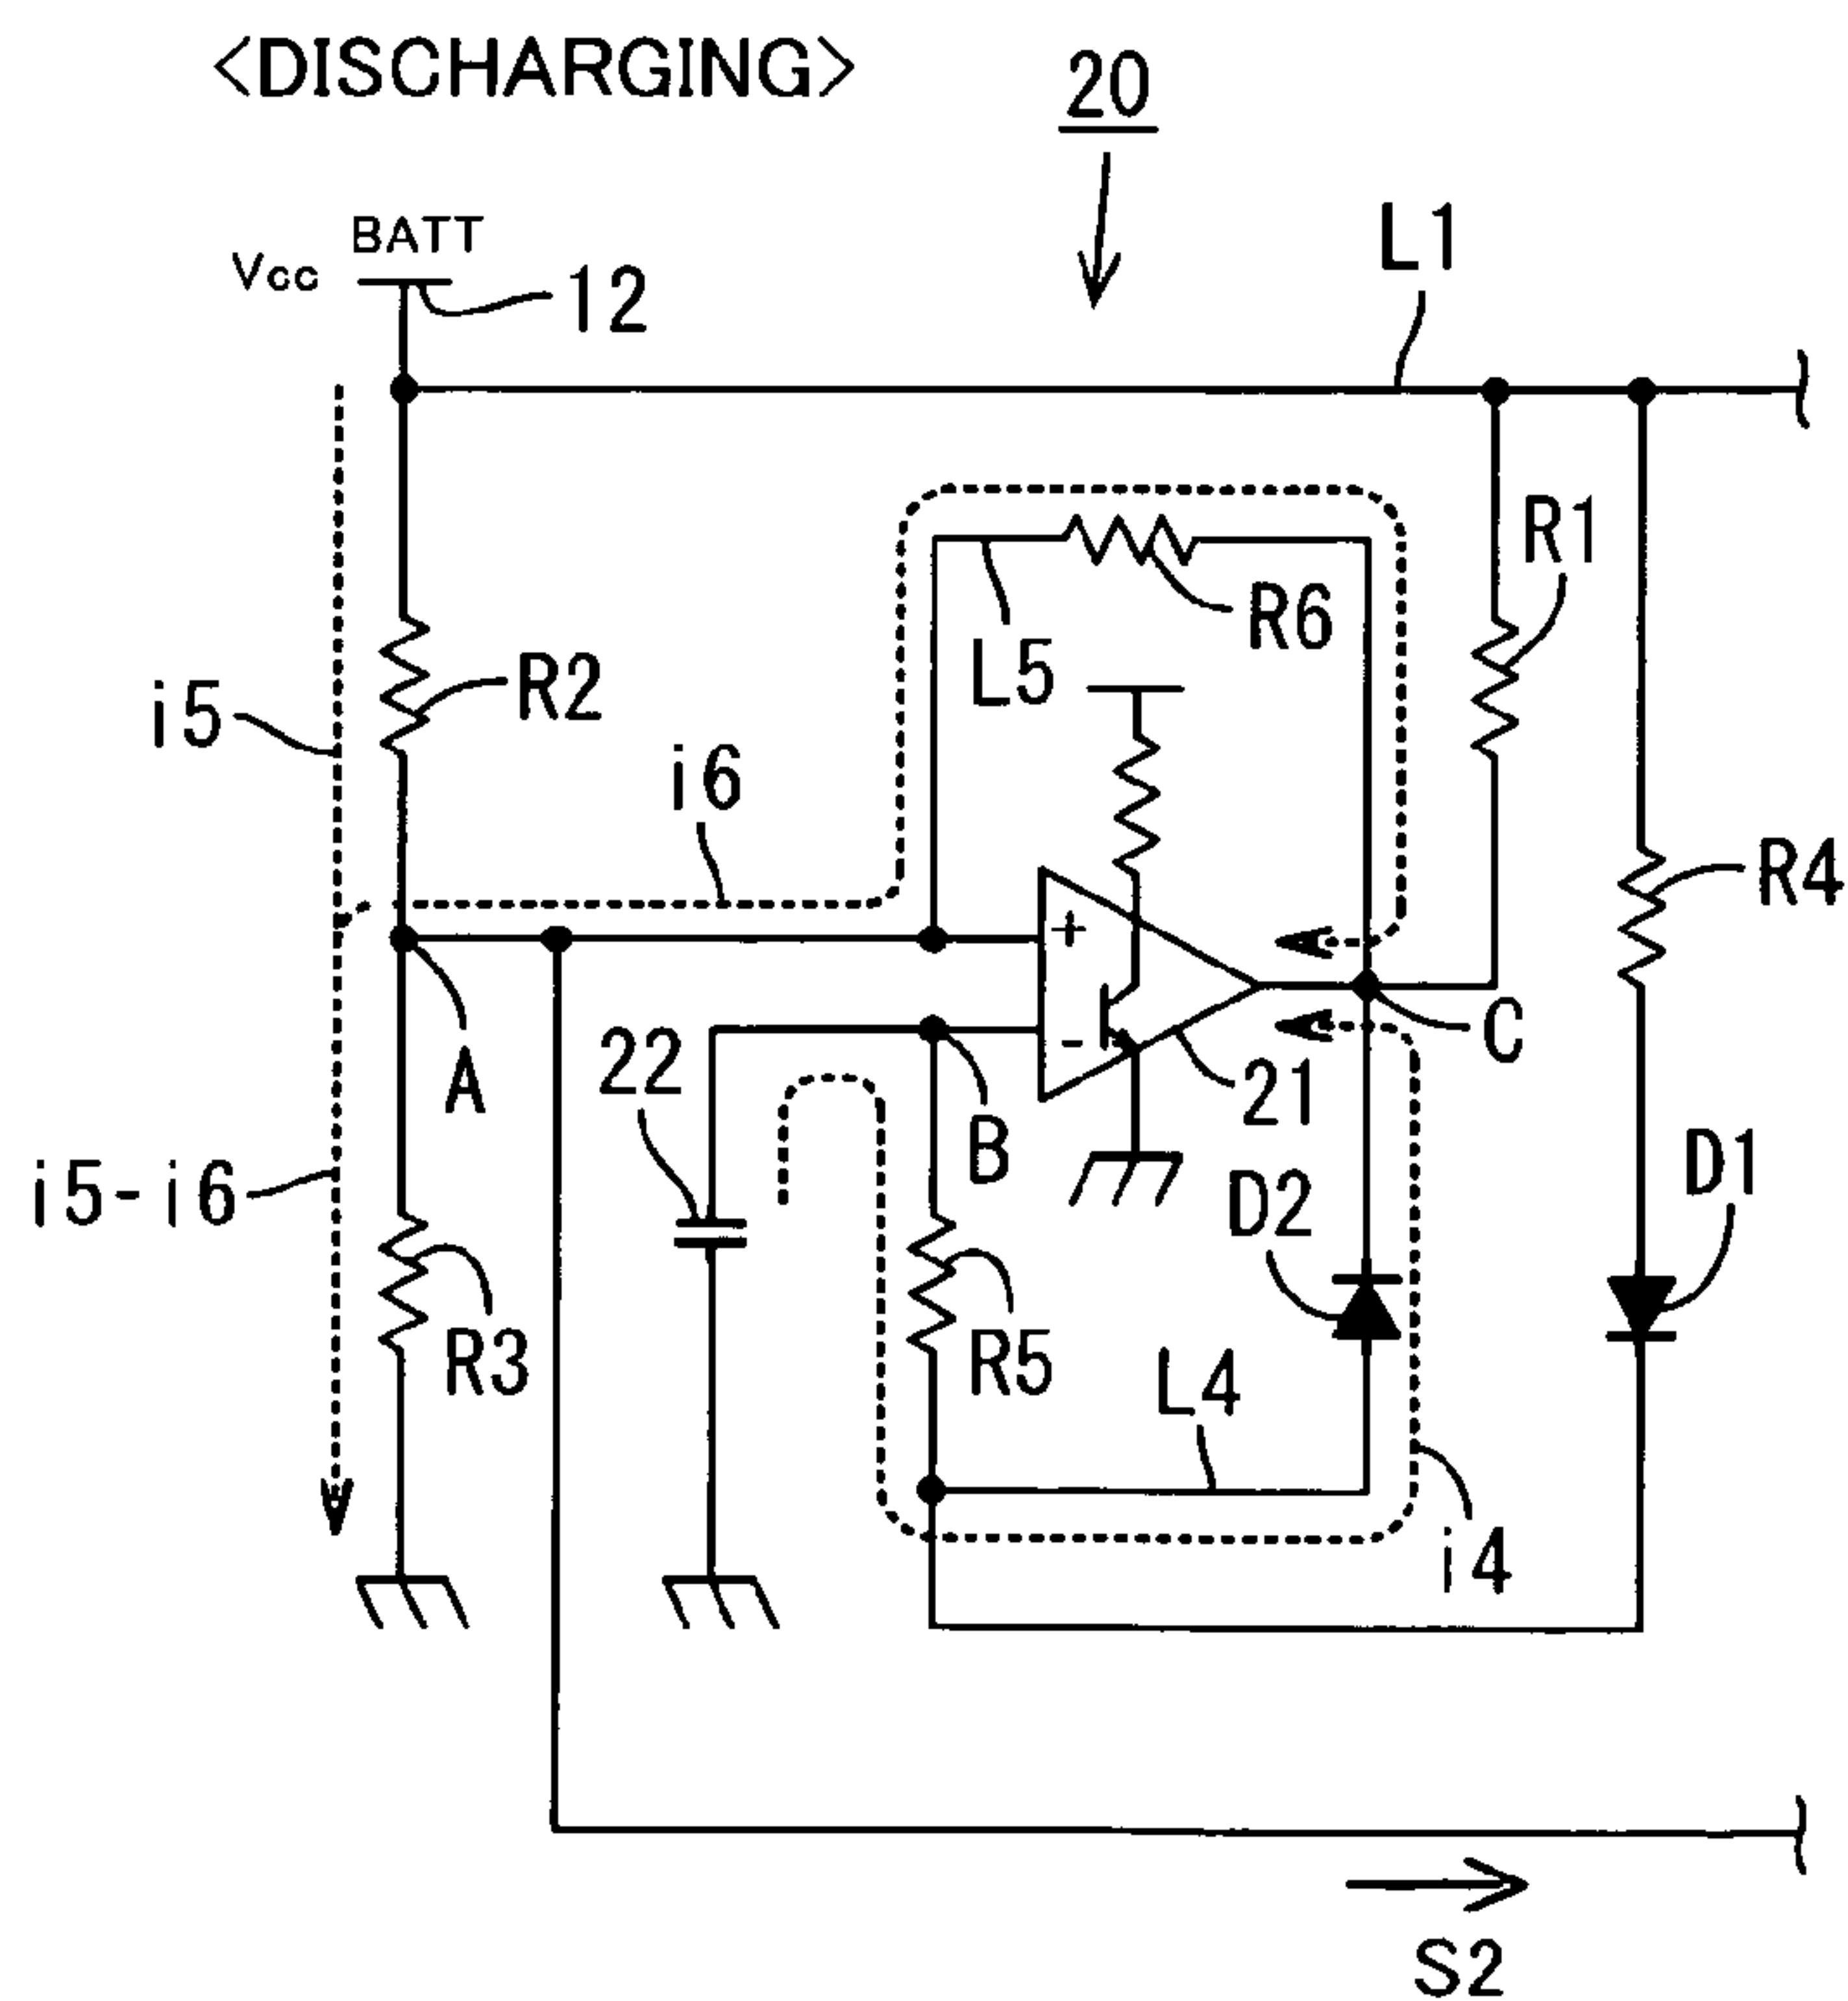 <DISCHARGING>
20
L1
BATT
Vcc
12
R1
R6
L5
R2
i5
i6
R4
+
C
22
-
21
A
B
D1
i5-i6
D2
R3
R5
L4
i4
S2